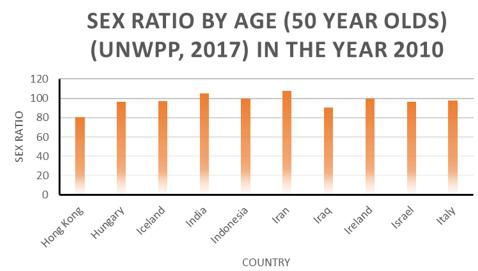 SEX RATIO BY AGE (50 YEAR OLDS)
(UNWPP, 2017) IN THE YEAR 2010
SEX RATIO
120
100
80
60
40
20
0
Hong Kong
Hungary
Iceland
India
Indonesia
Iran
Iraq
Ireland
Israel
Italy
COUNTRY